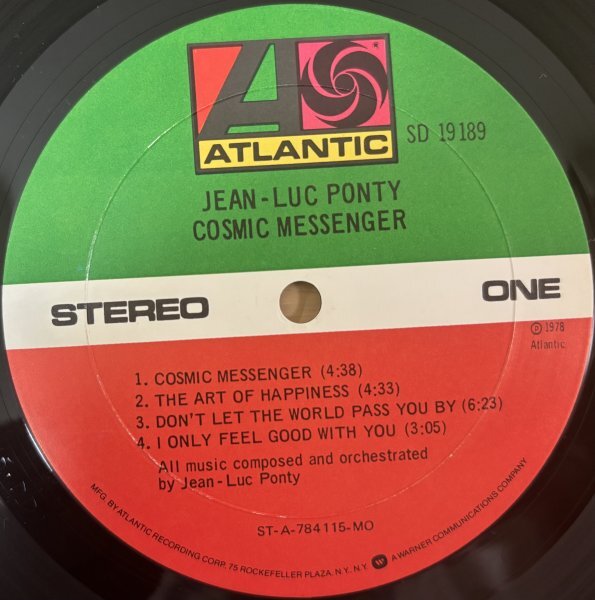 ATLANTIC
®
SD 19189
JEAN-LUC PONTY
COSMIC MESSENGER
STEREO
ONE
℗ 1978
Atlantic.
1. COSMIC MESSENGER (4:38)
2. THE ART OF HAPPINESS (4:33)
3. DON'T LET THE WORLD PASS YOU BY (6:23)
4. I ONLY FEEL GOOD WITH YOU (3:05)
All music composed and orchestrated
by Jean-Luc Ponty
ST-A-784115-MO
MFG. BY ATLANTIC RECORDING CORP, 75 ROCKEFELLER PLAZA, N.Y. N.Y. W A WARNER COMMUNICATIONS COMPANY